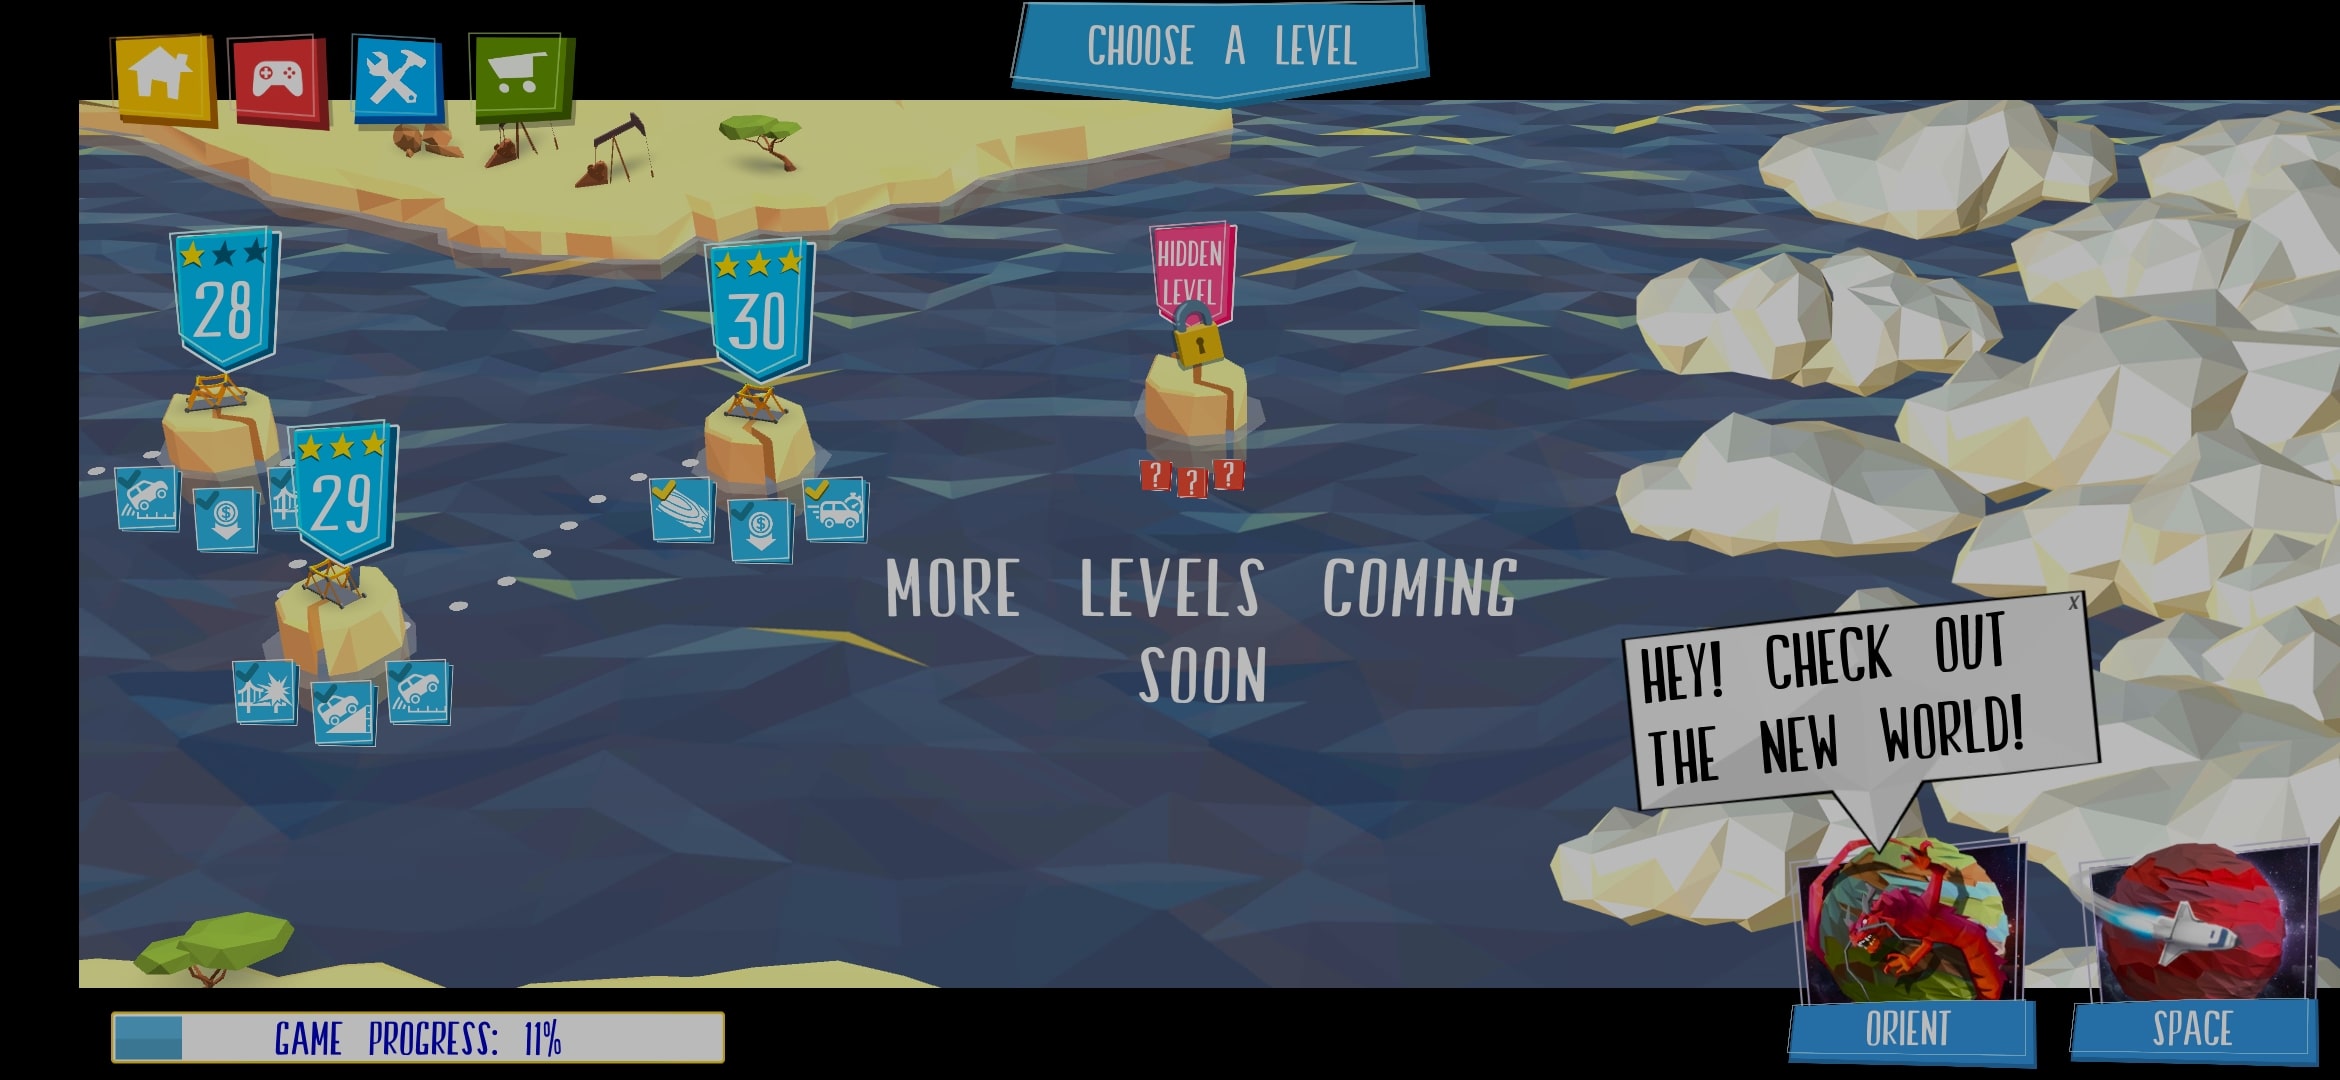 CHOOSE A LEVEL
28
30
HIDDEN
LEVEL
29
? ? ?
MORE LEVELS COMING
SOON
X
HEY! CHECK OUT
THE NEW WORLD!
GAME PROGRESS: 11%
ORIENT
SPACE